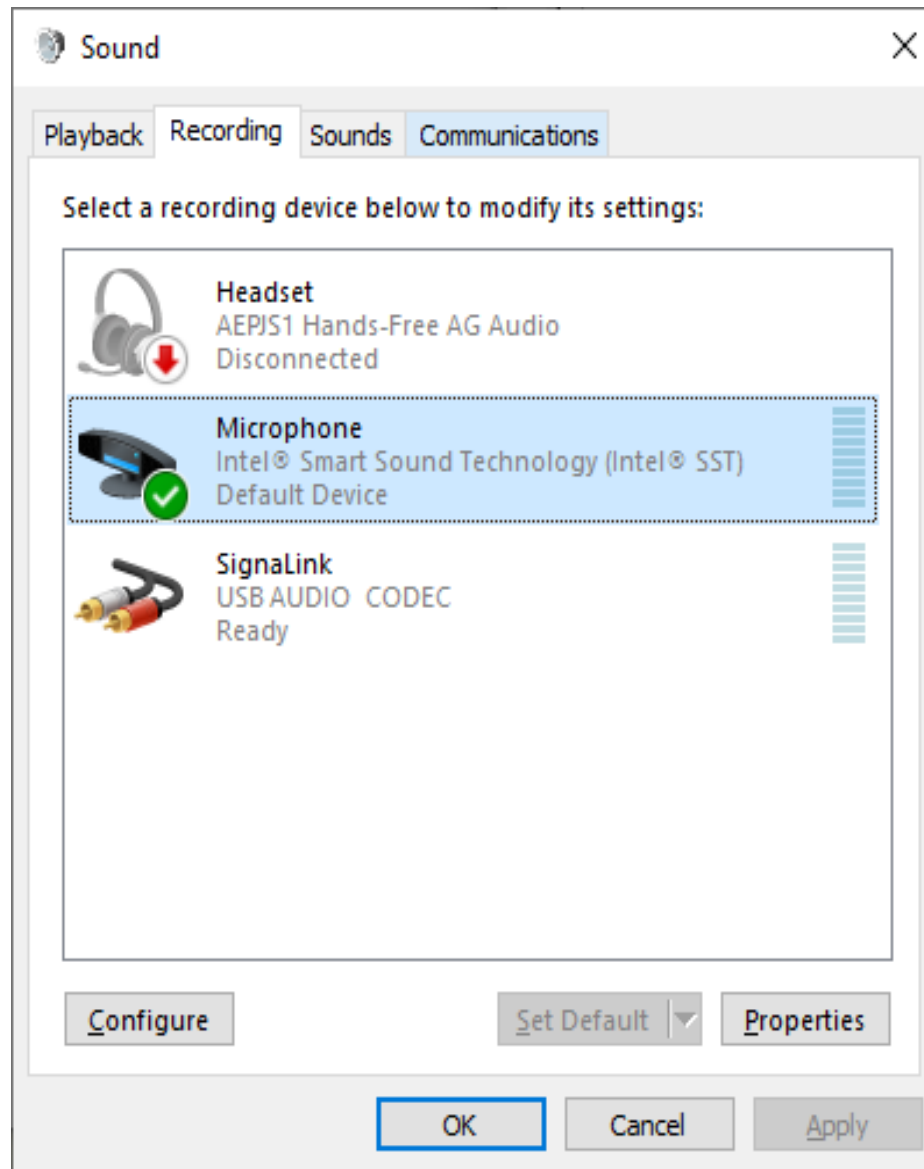 Sound
Playback Recording Sounds Communications
Select a recording device below to modify its settings:
Headset
AEPJS1 Hands-Free AG Audio
Disconnected
Microphone
Intel® Smart Sound Technology (Intel® SST)
Default Device
SignaLink
USB AUDIO  CODEC
Ready
Configure Set Default Properties
OK Cancel Apply